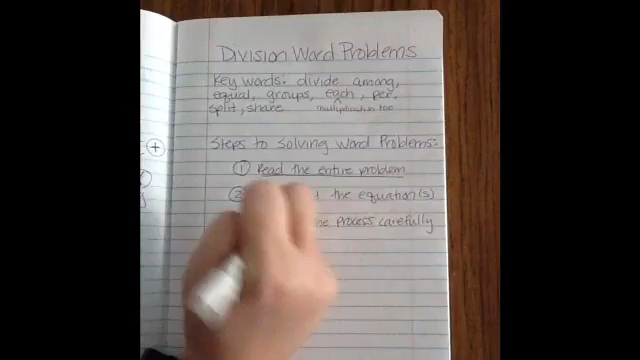 Division Word Problems
Key words: divide among,
equal, groups, each, per,
split, share multiplication too
Steps to Solving Word Problems:
① Read the entire problem
② the equation(s)
process carefully
+